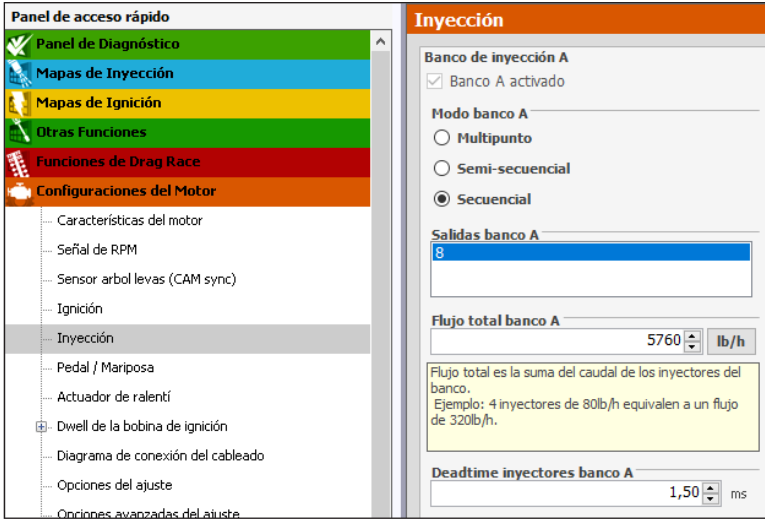 Panel de acceso rápido
Panel de Diagnóstico
Mapas de Inyección
Mapas de Ignición
Otras Funciones
Funciones de Drag Race
Configuraciones del Motor
Características del motor
Señal de RPM
Sensor arbol levas (CAM sync)
Ignición
Inyección
Pedal / Mariposa
Actuador de ralentí
Dwell de la bobina de ignición
Diagrama de conexión del cableado
Opciones del ajuste
Opciones avanzadas del ajuste
Inyección
Banco de inyección A
Banco A activado
Modo banco A
Multipunto
Semi-secuencial
Secuencial
Salidas banco A
8
Flujo total banco A
5760 lb/h
Flujo total es la suma del caudal de los inyectores del
banco.
Ejemplo: 4 inyectores de 80lb/h equivalen a un flujo
de 320lb/h.
Deadtime inyectores banco A
1,50 ms